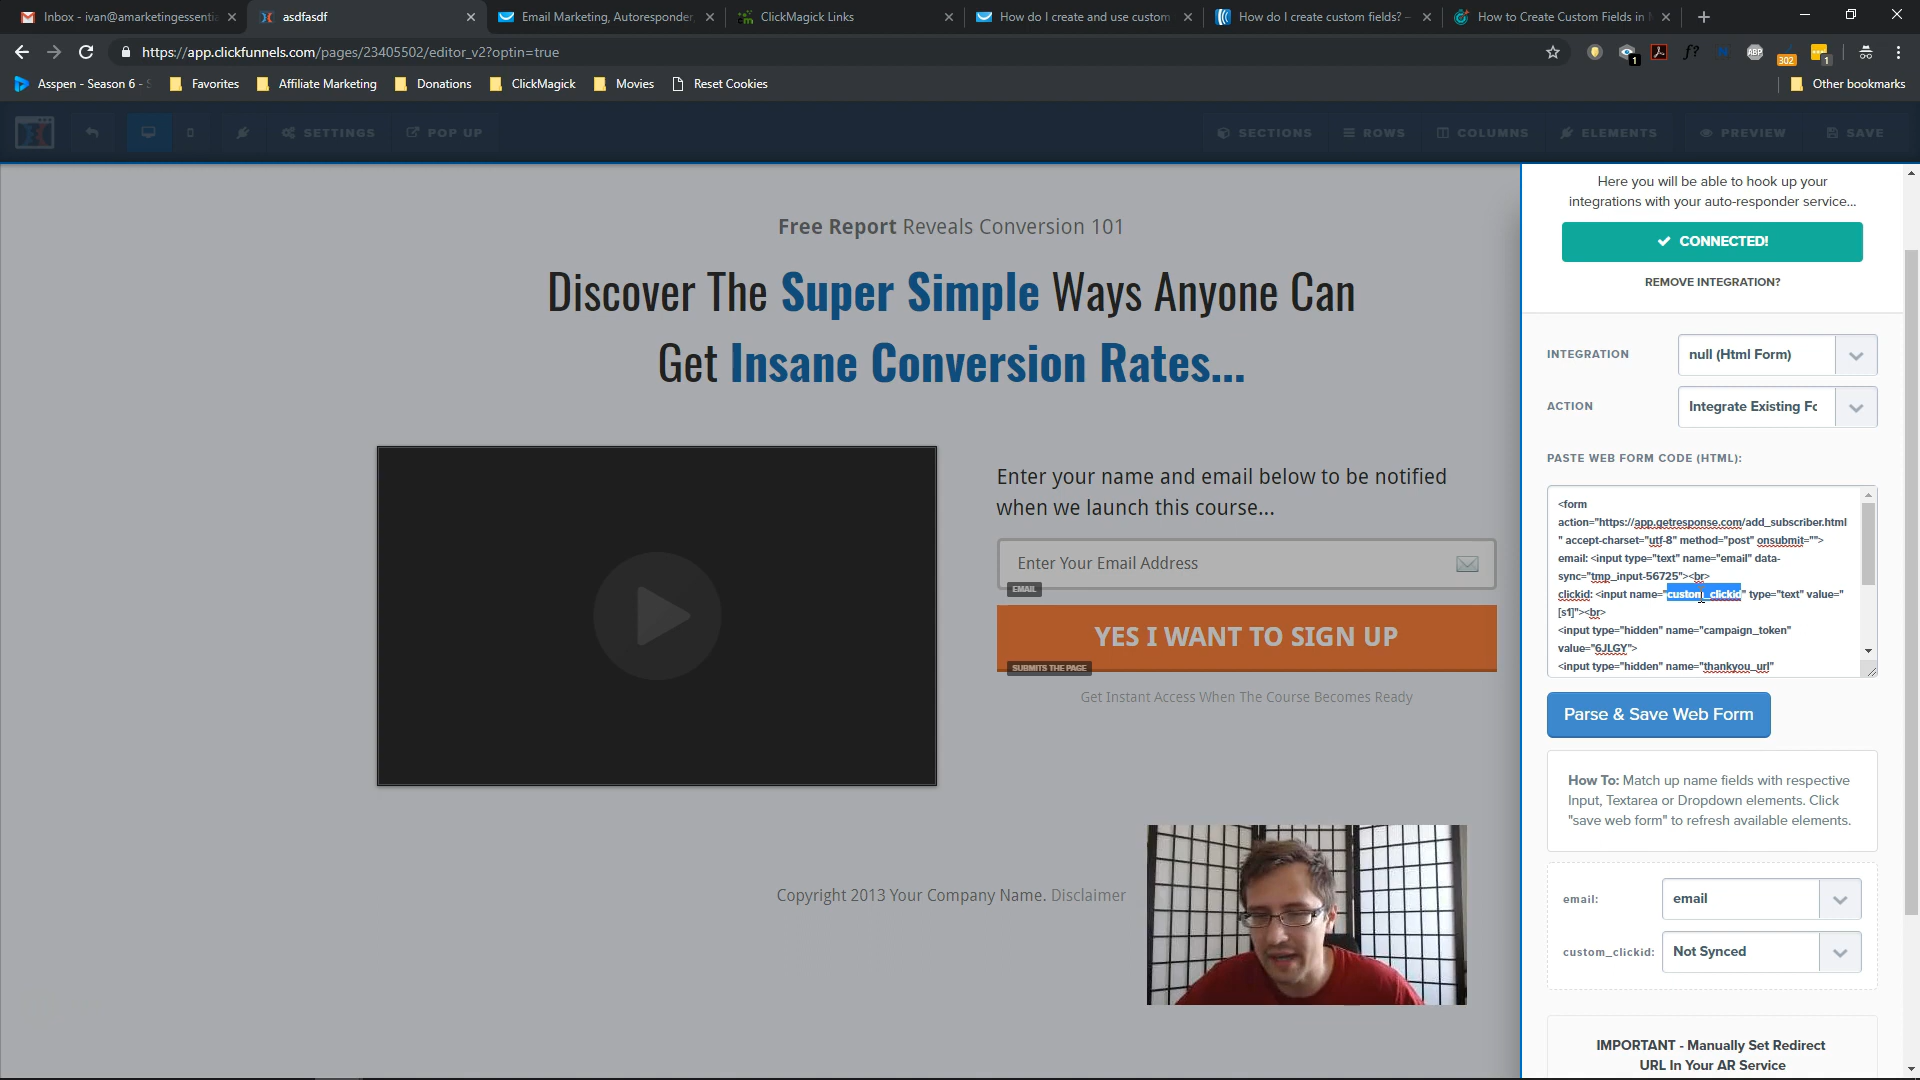 Inbox - ivan@amarketingessentia
asdfasdf
Email Marketing, Autoresponder,
ClickMagick Links
How do I create and use custom
How do I create custom fields? –
How to Create Custom Fields in
https://app.clickfunnels.com/pages/23405502/editor_v2?optin=true
f?
ABP
1
302
1
Asspen - Season 6 -
Favorites
Affiliate Marketing
Donations
ClickMagick
Movies
Reset Cookies
Other bookmarks
SETTINGS
POP UP
SECTIONS
ROWS
COLUMNS
ELEMENTS
PREVIEW
SAVE
Free Report Reveals Conversion 101
Discover The Super Simple Ways Anyone Can
Get Insane Conversion Rates...
Enter your name and email below to be notified
when we launch this course...
Enter Your Email Address
EMAIL
YES I WANT TO SIGN UP
SUBMITS THE PAGE
Get Instant Access When The Course Becomes Ready
Copyright 2013 Your Company Name. Disclaimer
Here you will be able to hook up your
integrations with your auto-responder service...
CONNECTED!
REMOVE INTEGRATION?
INTEGRATION
null (Html Form)
ACTION
Integrate Existing Fo
PASTE WEB FORM CODE (HTML):
<form
action="https://app.getresponse.com/add_subscriber.html
" accept-charset="utf-8" method="post" onsubmit="">
email: <input type="text" name="email" data-
sync="tmp_input-56725"><br>
clickid: <input name="custom_clickid" type="text" value="
[s1]"><br>
<input type="hidden" name="campaign_token"
value="6JLGY">
<input type="hidden" name="thankyou_url"
Parse & Save Web Form
How To: Match up name fields with respective
Input, Textarea or Dropdown elements. Click
"save web form" to refresh available elements.
email:
email
custom_clickid:
Not Synced
IMPORTANT - Manually Set Redirect
URL In Your AR Service